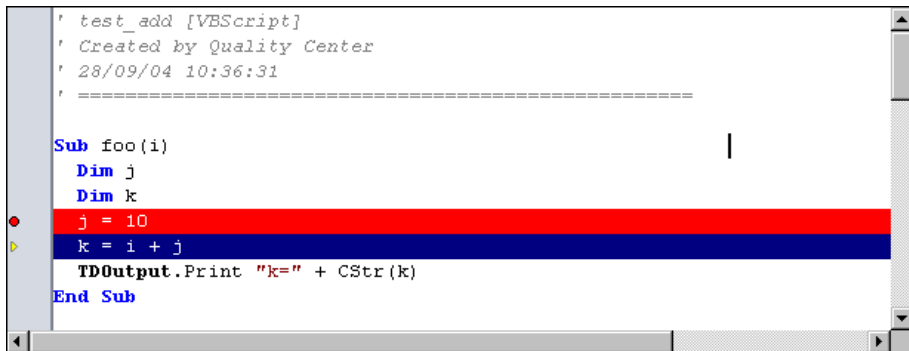 ' test_add [VBScript]
' Created by Quality Center
' 28/09/04 10:36:31
' ====================================================
Sub foo(i)
Dim j
Dim k
j = 10
k = i + j
TDOutput.Print "k=" + CStr(k)
End Sub